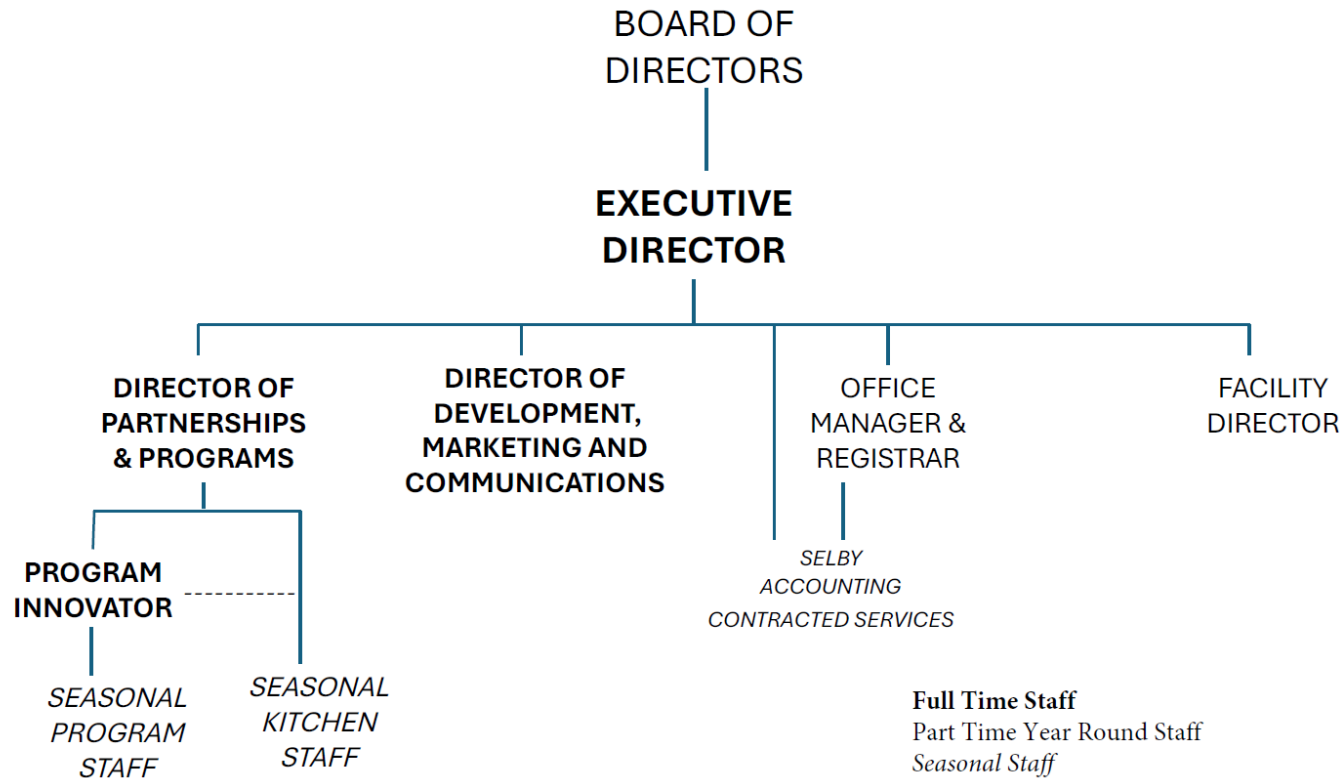 BOARD OF
DIRECTORS
EXECUTIVE
DIRECTOR
DIRECTOR OF
PARTNERSHIPS
& PROGRAMS
DIRECTOR OF
DEVELOPMENT,
MARKETING AND
COMMUNICATIONS
OFFICE
MANAGER &
REGISTRAR
FACILITY
DIRECTOR
PROGRAM
INNOVATOR
SELBY
ACCOUNTING
CONTRACTED SERVICES
SEASONAL
PROGRAM
STAFF
SEASONAL
KITCHEN
STAFF
Full Time Staff
Part Time Year Round Staff
Seasonal Staff